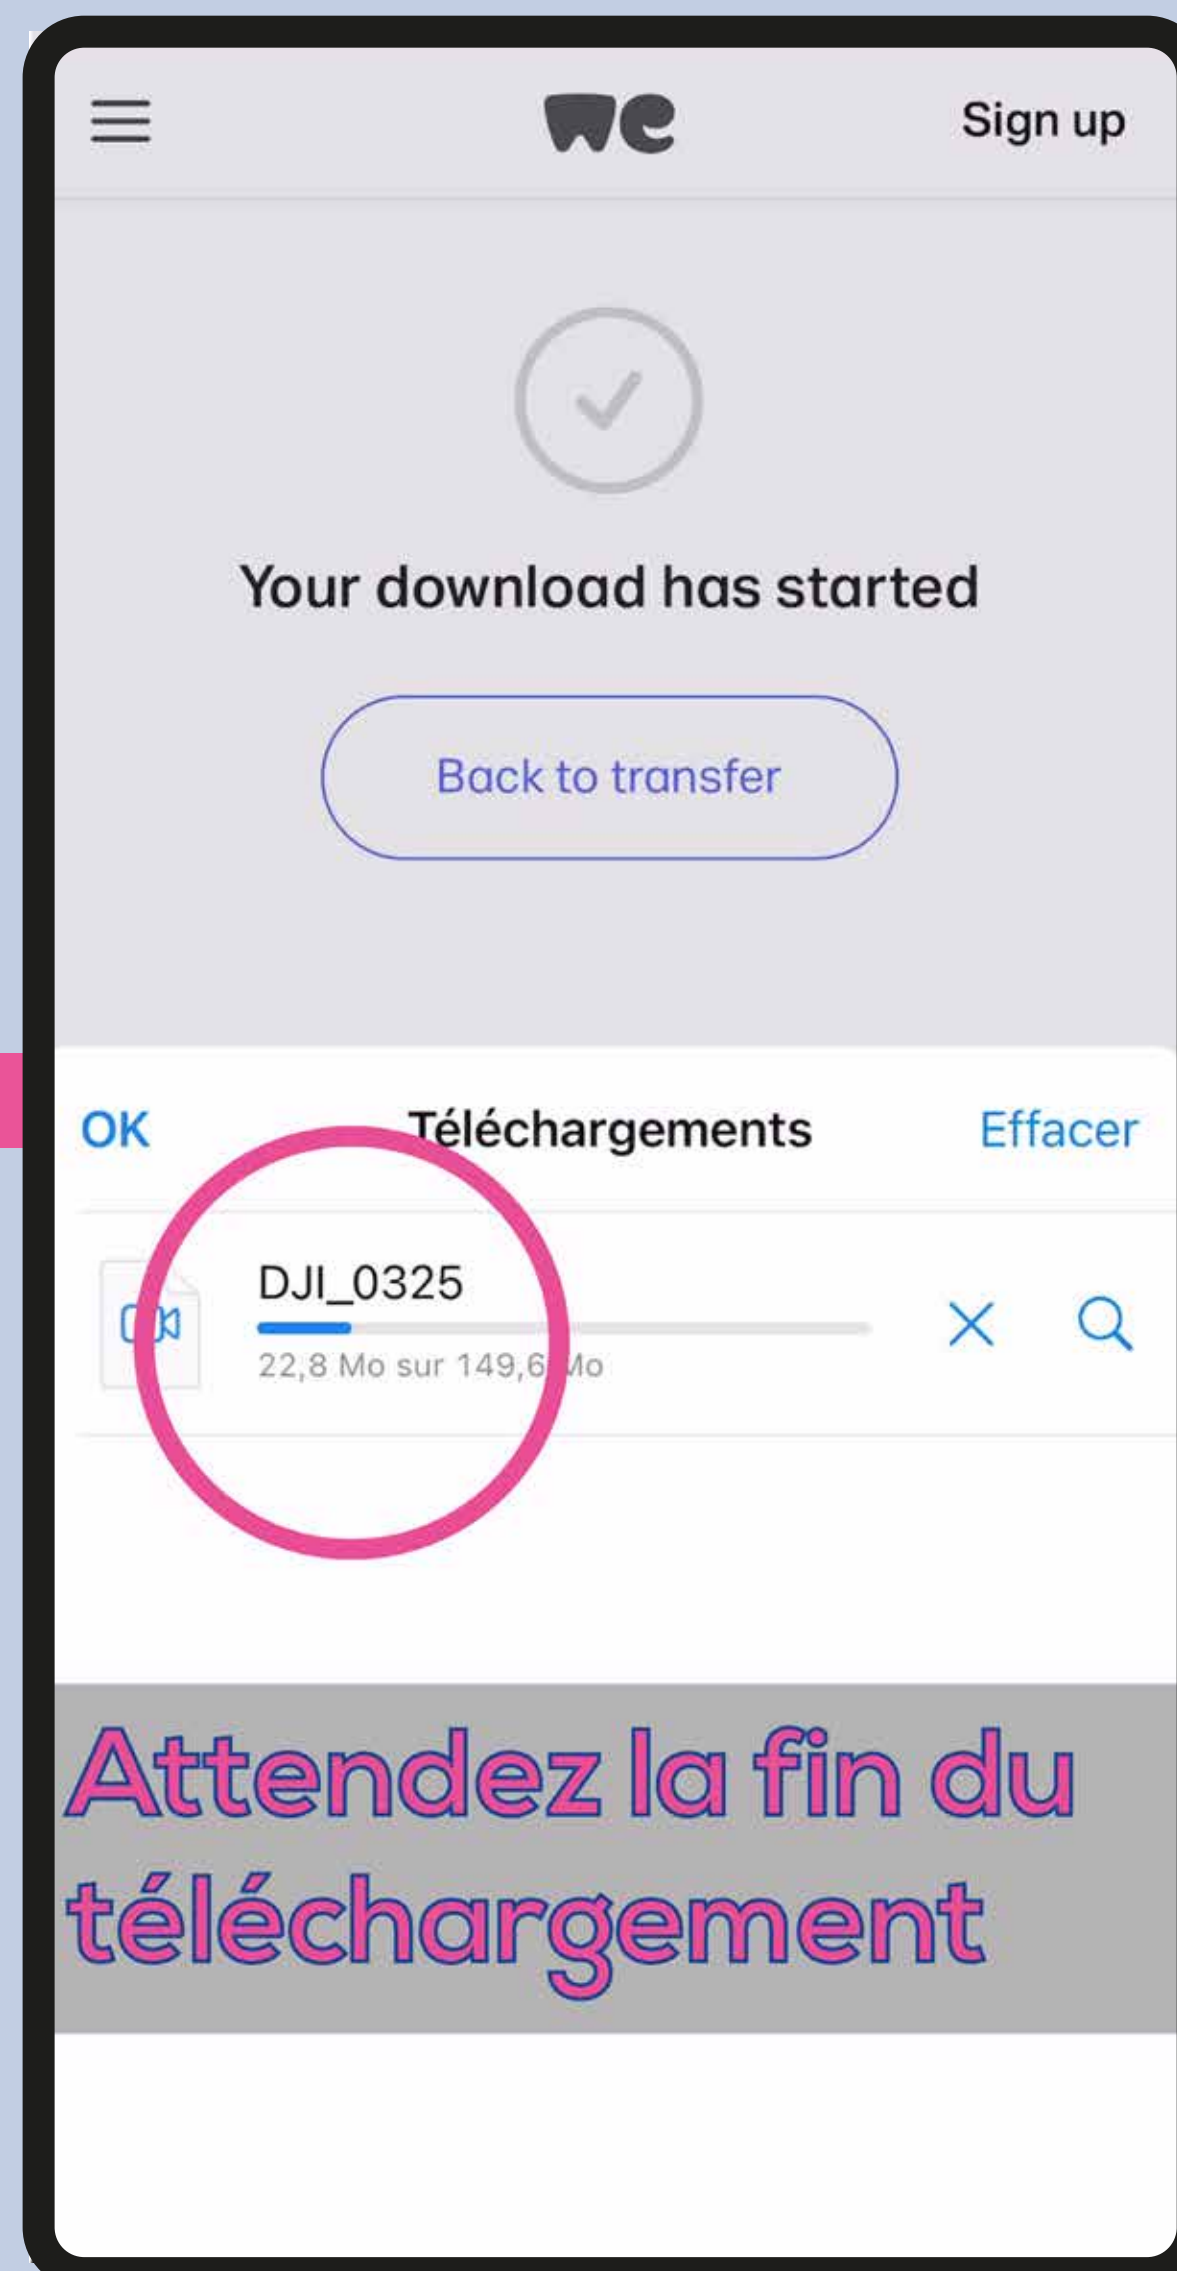 we
Sign up
Your download has started
Back to transfer
OK
Téléchargements
Effacer
DJI_0325
22,8 Mo sur 149,6 Mo
Attendez la fin du
téléchargement